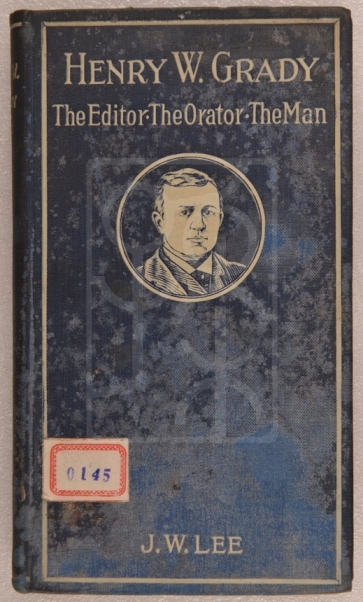 HENRY W. GRADY
The Editor·The Orator·The Man
0145
J.W. LEE